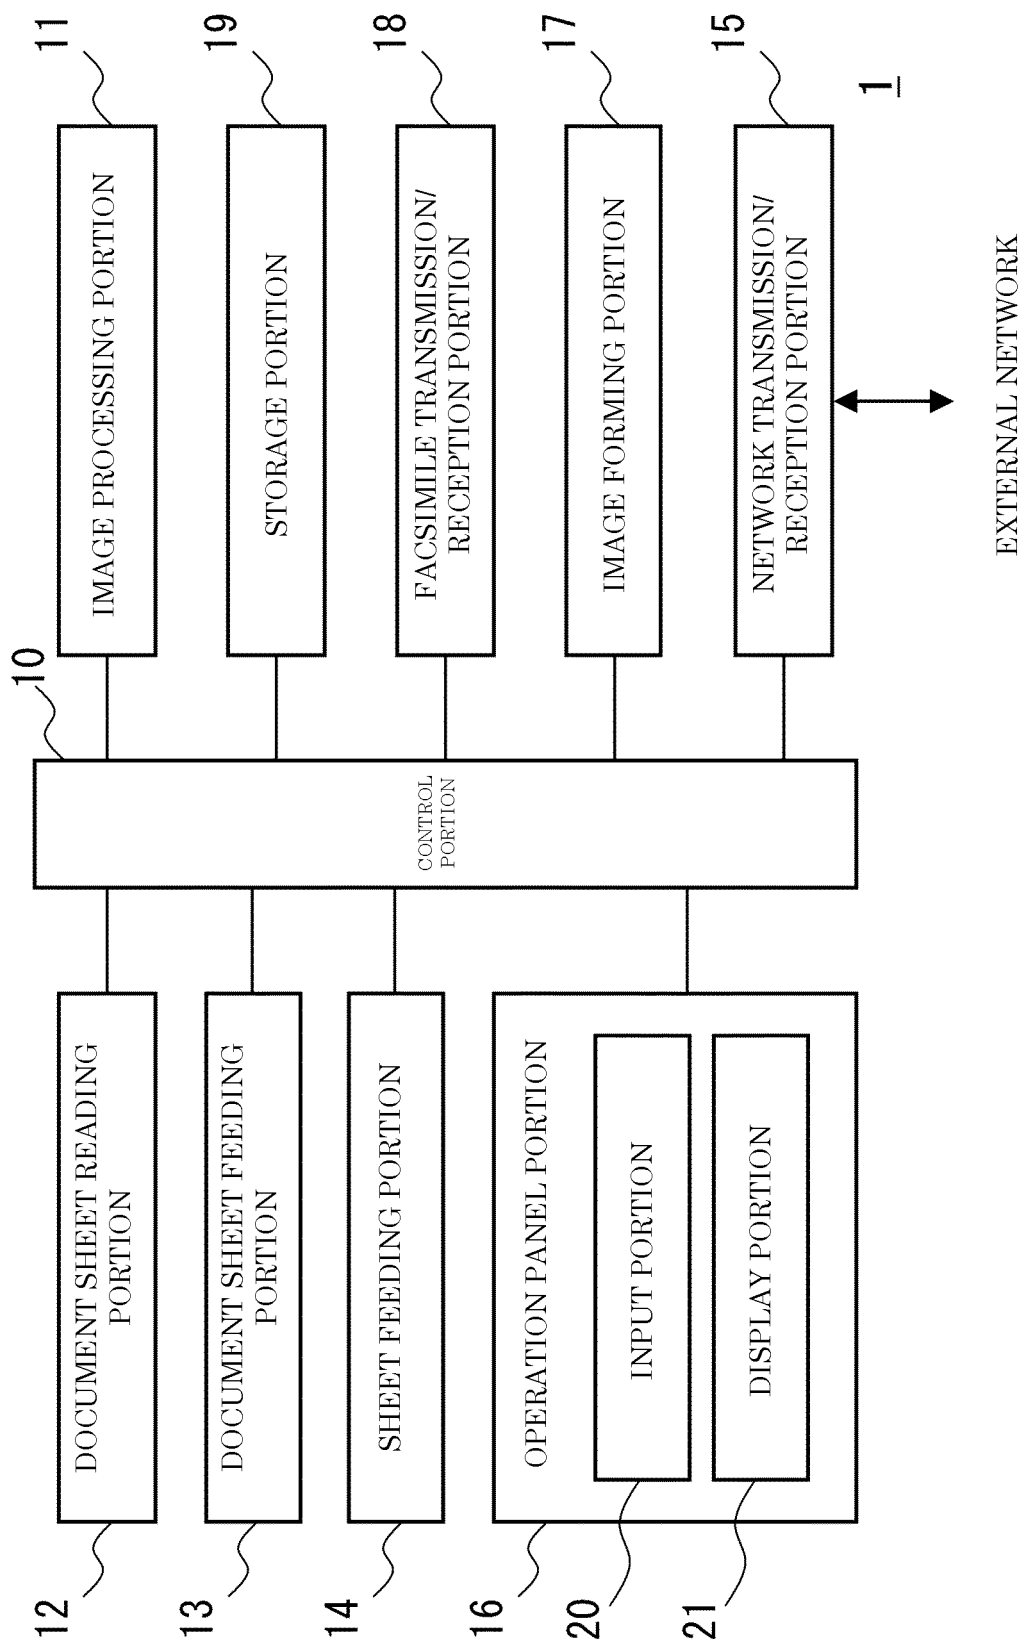 12
DOCUMENT SHEET READING
PORTION
13
DOCUMENT SHEET FEEDING
PORTION
14
SHEET FEEDING PORTION
16
OPERATION PANEL PORTION
20
INPUT PORTION
21
DISPLAY PORTION
10
CONTROL
PORTION
11
IMAGE PROCESSING PORTION
19
STORAGE PORTION
18
FACSIMILE TRANSMISSION/
RECEPTION PORTION
17
IMAGE FORMING PORTION
15
NETWORK TRANSMISSION/
RECEPTION PORTION
1
EXTERNAL NETWORK